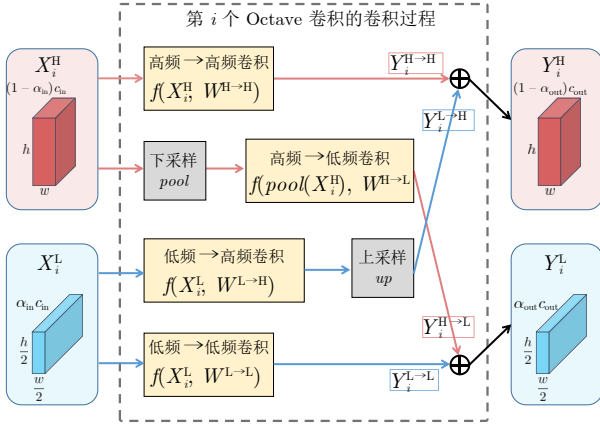 第 i 个 Octave 卷积的卷积过程
X_i^H
(1 − α_in)c_in
h
w
高频→高频卷积
f(X_i^H, W^{H→H})
Y_i^{H→H}
Y_i^{L→H}
Y_i^H
(1 − α_out)c_out
h
w
下采样
pool
高频→低频卷积
f(pool(X_i^H), W^{H→L})
X_i^L
α_in c_in
h/2
w/2
低频→高频卷积
f(X_i^L, W^{L→H})
上采样
up
低频→低频卷积
f(X_i^L, W^{L→L})
Y_i^{H→L}
Y_i^{L→L}
Y_i^L
α_out c_out
h/2
w/2